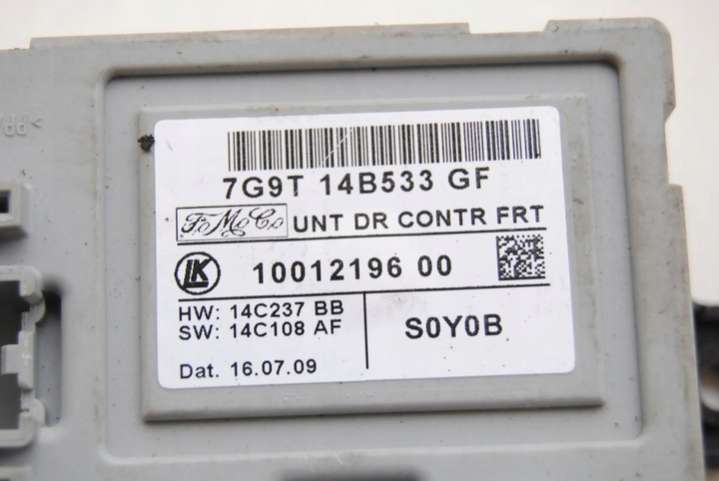 7G9T 14B533 GF
FoMoCo UNT DR CONTR FRT
LK 10012196 00
HW: 14C237 BB
SW: 14C108 AF
S0Y0B
Dat. 16.07.09